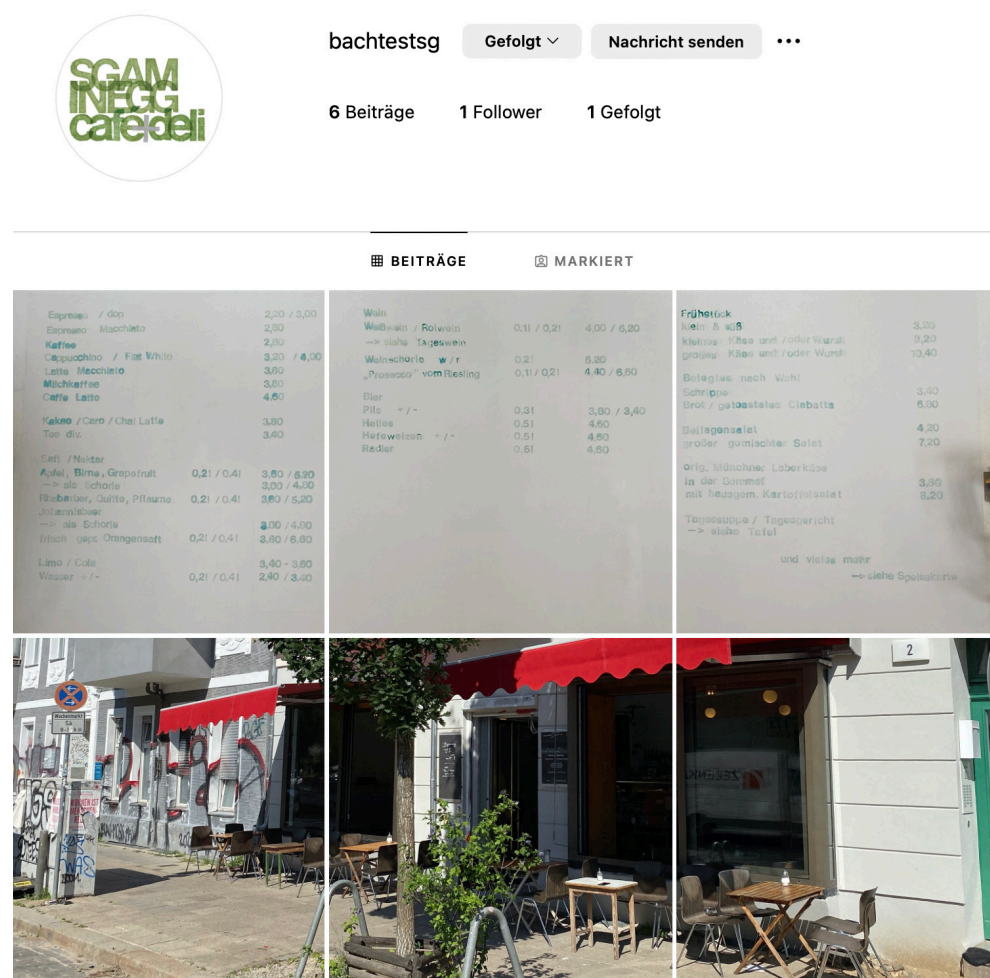 SGAM
INEGG
café+deli
bachtestsg
Gefolgt
Nachricht senden
6 Beiträge 1 Follower 1 Gefolgt
BEITRÄGE
MARKIERT
Espresso / dop 2,20 / 3,00
Espresso Macchiato 2,80
Kaffee 2,80
Cappucchino / Flat White 3,20 / 4,00
Latte Macchiato 3,80
Milchkaffee 3,80
Caffe Latte 4,60
Kakao / Caro / Chai Latte 3,80
Tee div. 3,40
Saft / Nektar
Apfel, Birne, Grapefruit 0,2l / 0,4l 3,60 / 5,20
—> als Schorle 3,00 / 4,80
Rhabarber, Quitte, Pflaume 0,2l / 0,4l 3,60 / 5,20
Johannisbeer
—> als Schorle 3,00 / 4,80
frisch gepr. Orangensaft 0,2l / 0,4l 3,60 / 6,60
Limo / Cola 3,40 - 3,60
Wasser +/- 0,2l / 0,4l 2,40 / 3,40
Wein
Weißwein / Rotwein 0,1l / 0,2l 4,00 / 6,20
—> siehe Tageswein
Weinschorle w / r 0,2l 5,20
„Prosecco" vom Riesling 0,1l / 0,2l 4,40 / 6,60
Bier
Pils +/- 0,3l 3,80 / 3,40
Helles 0.5l 4,60
Hefeweizen +/- 0.5l 4,60
Radler 0.5l 4,60
Frühstück
klein & süß
kleines Käse und /oder Wurst 9,20
großes Käse und /oder Wurst 10,40
Belegtes nach Wahl
Schrippe 3,40
Brot / getoastetes Ciabatta 6,80
Beilagensalat 4,20
großer gemischter Salat 7,20
orig. Münchner Leberkäse
in der Semmel 3,80
mit hausgem. Kartoffelsalat 8,20
Tagessuppe / Tagesgericht
—> siehe Tafel
und vieles mehr
—> siehe Speisekarte
Wochenmarkt
Sa
2